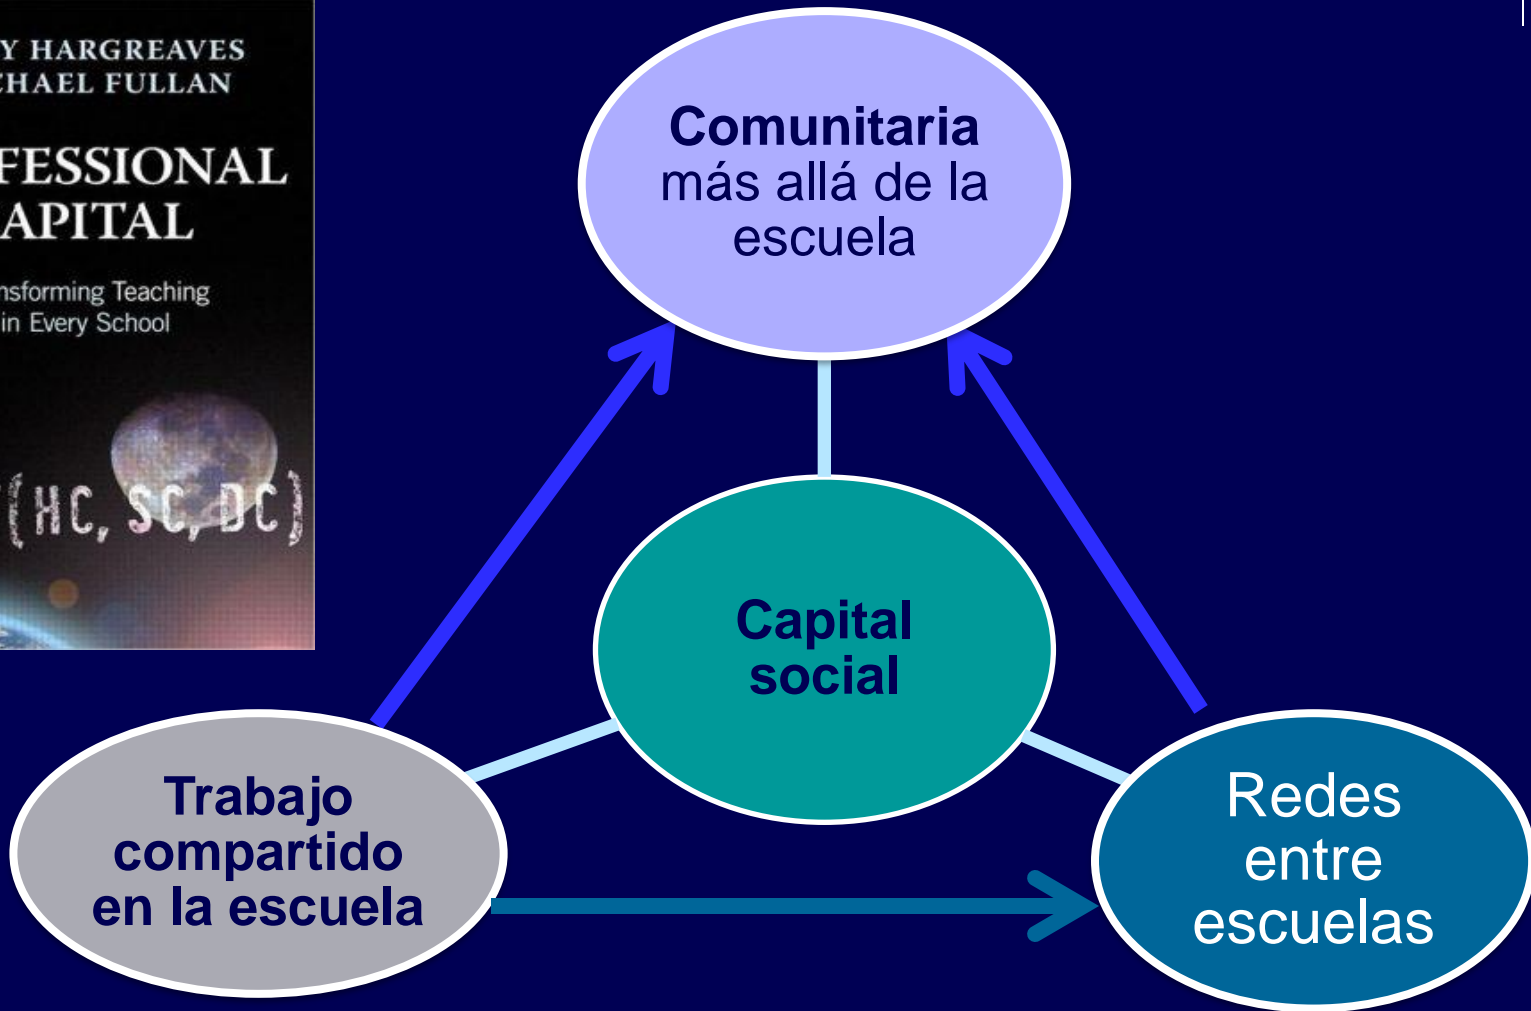 Y HARGREAVES
CHAEL FULLAN
FESSIONAL
APITAL
nsforming Teaching
in Every School
(HC, SC, DC)
Comunitaria
más allá de la
escuela
Capital
social
Trabajo
compartido
en la escuela
Redes
entre
escuelas